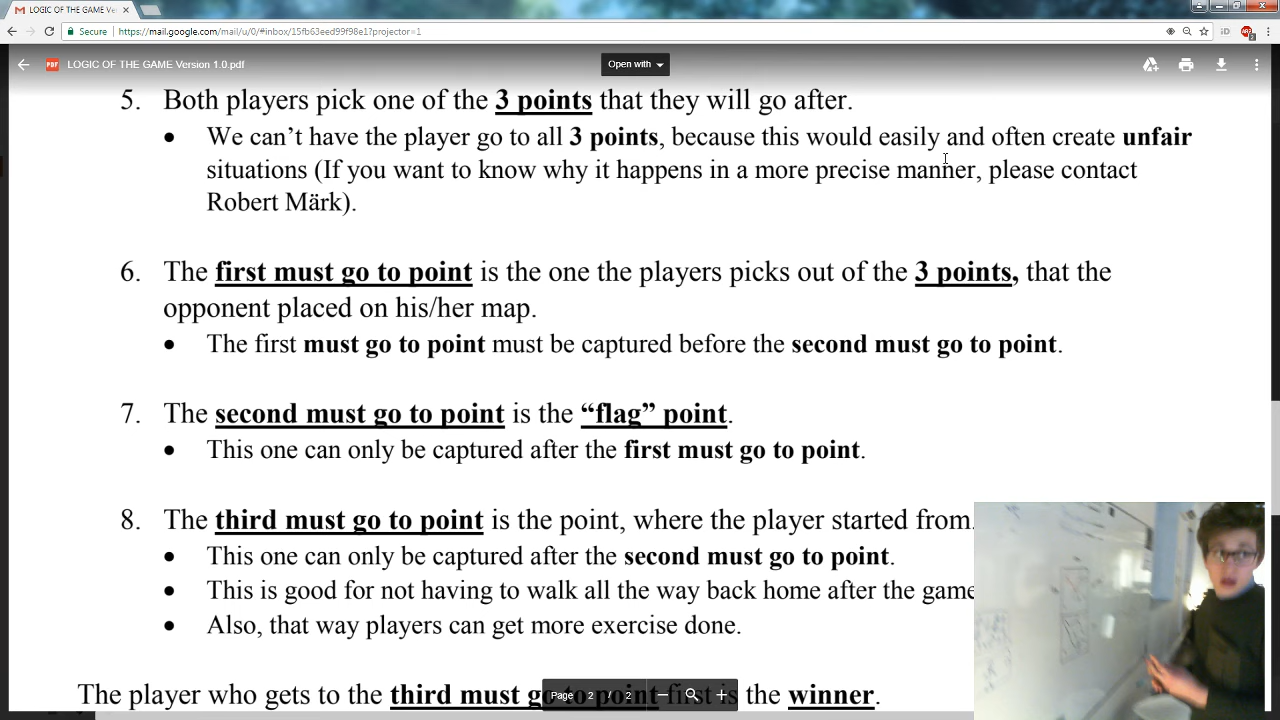 LOGIC OF THE GAME Ve
Secure | https://mail.google.com/mail/u/0/#inbox/15fb63eed99f98e1?projector=1
LOGIC OF THE GAME Version 1.0.pdf
Open with
5. Both players pick one of the 3 points that they will go after.
• We can’t have the player go to all 3 points, because this would easily and often create unfair
situations (If you want to know why it happens in a more precise manner, please contact
Robert Märk).
6. The first must go to point is the one the players picks out of the 3 points, that the
opponent placed on his/her map.
• The first must go to point must be captured before the second must go to point.
7. The second must go to point is the “flag” point.
• This one can only be captured after the first must go to point.
8. The third must go to point is the point, where the player started from.
• This one can only be captured after the second must go to point.
• This is good for not having to walk all the way back home after the game
• Also, that way players can get more exercise done.
The player who gets to the third must go to point first is the winner.
Page 2 / 2